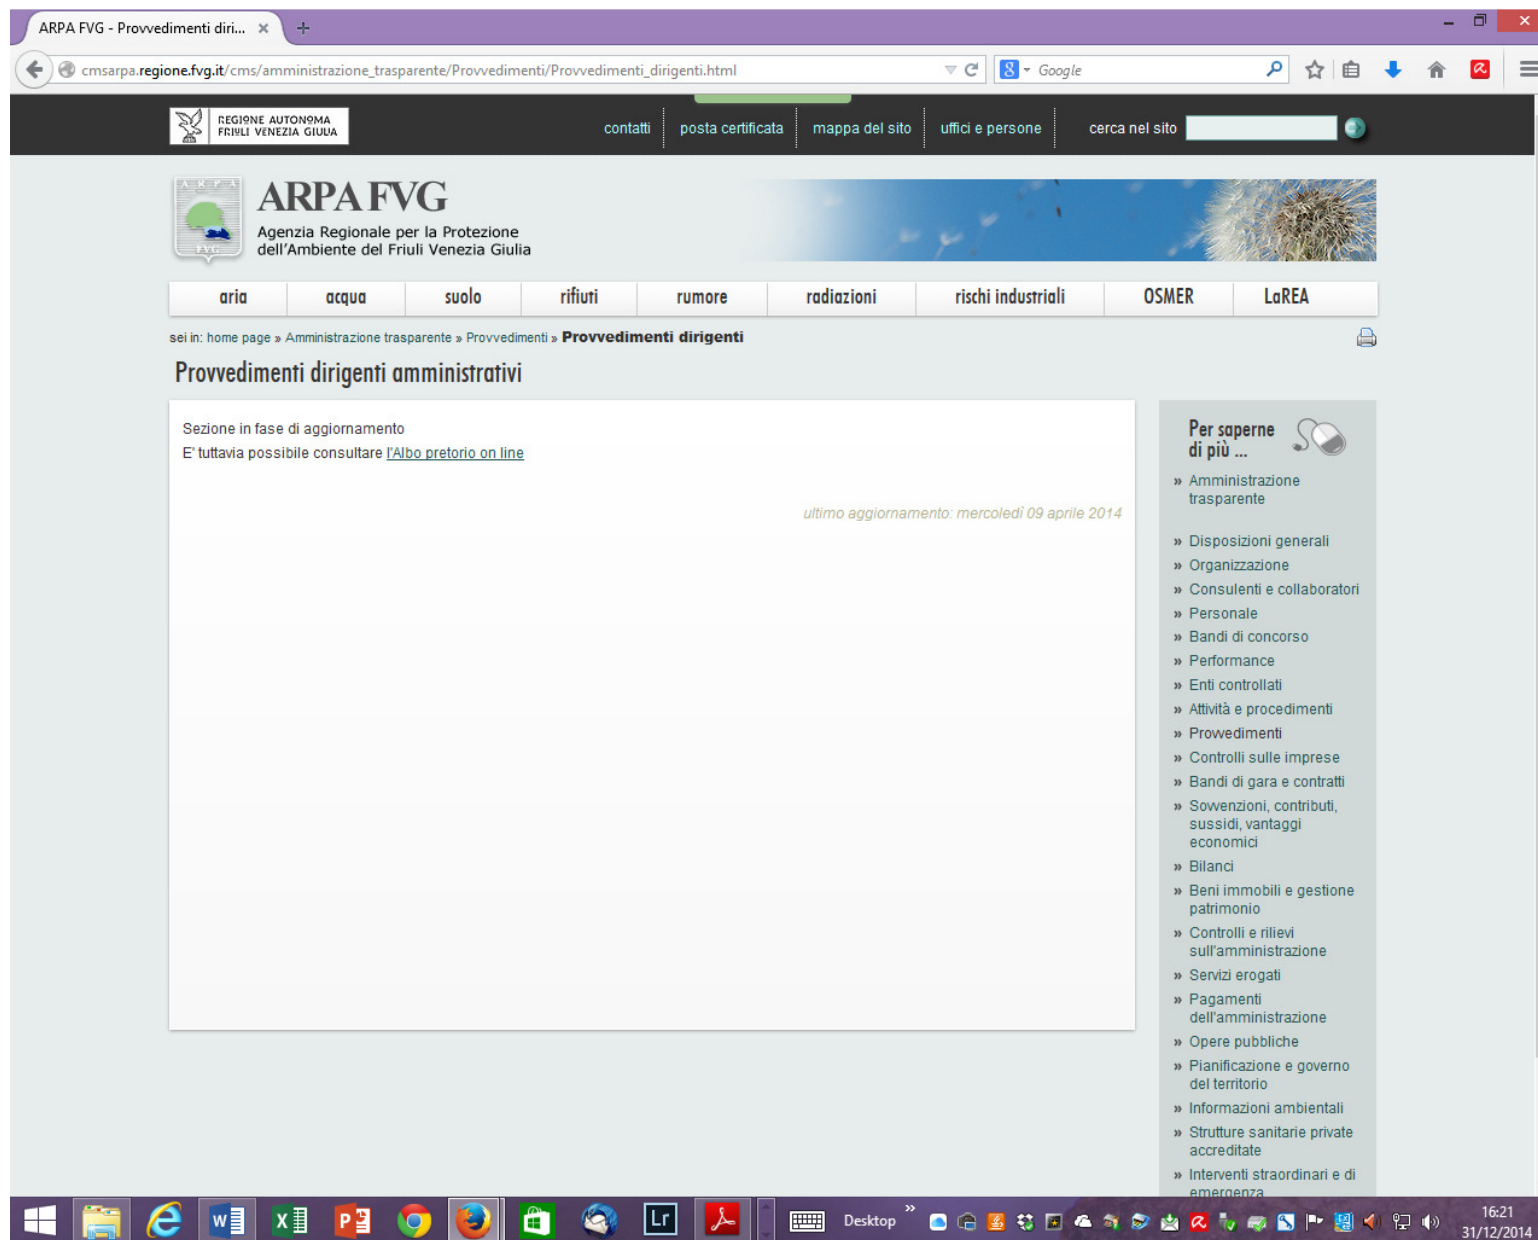 ARPA FVG - Provvedimenti diri...
cmsarpa.regione.fvg.it/cms/amministrazione_trasparente/Provvedimenti/Provvedimenti_dirigenti.html
Google
REGIONE AUTONOMA
FRIULI VENEZIA GIULIA
contatti
posta certificata
mappa del sito
uffici e persone
cerca nel sito
ARPA
FVG
ARPA FVG
Agenzia Regionale per la Protezione
dell'Ambiente del Friuli Venezia Giulia
aria
acqua
suolo
rifiuti
rumore
radiazioni
rischi industriali
OSMER
LaREA
sei in: home page » Amministrazione trasparente » Provvedimenti » Provvedimenti dirigenti
Provvedimenti dirigenti amministrativi
Sezione in fase di aggiornamento
E' tuttavia possibile consultare l'Albo pretorio on line
ultimo aggiornamento: mercoledì 09 aprile 2014
Per saperne
di più ...
» Amministrazione
trasparente
» Disposizioni generali
» Organizzazione
» Consulenti e collaboratori
» Personale
» Bandi di concorso
» Performance
» Enti controllati
» Attività e procedimenti
» Provvedimenti
» Controlli sulle imprese
» Bandi di gara e contratti
» Sovvenzioni, contributi,
sussidi, vantaggi
economici
» Bilanci
» Beni immobili e gestione
patrimonio
» Controlli e rilievi
sull'amministrazione
» Servizi erogati
» Pagamenti
dell'amministrazione
» Opere pubbliche
» Pianificazione e governo
del territorio
» Informazioni ambientali
» Strutture sanitarie private
accreditate
» Interventi straordinari e di
emergenza
Lr
Desktop
16:21
31/12/2014